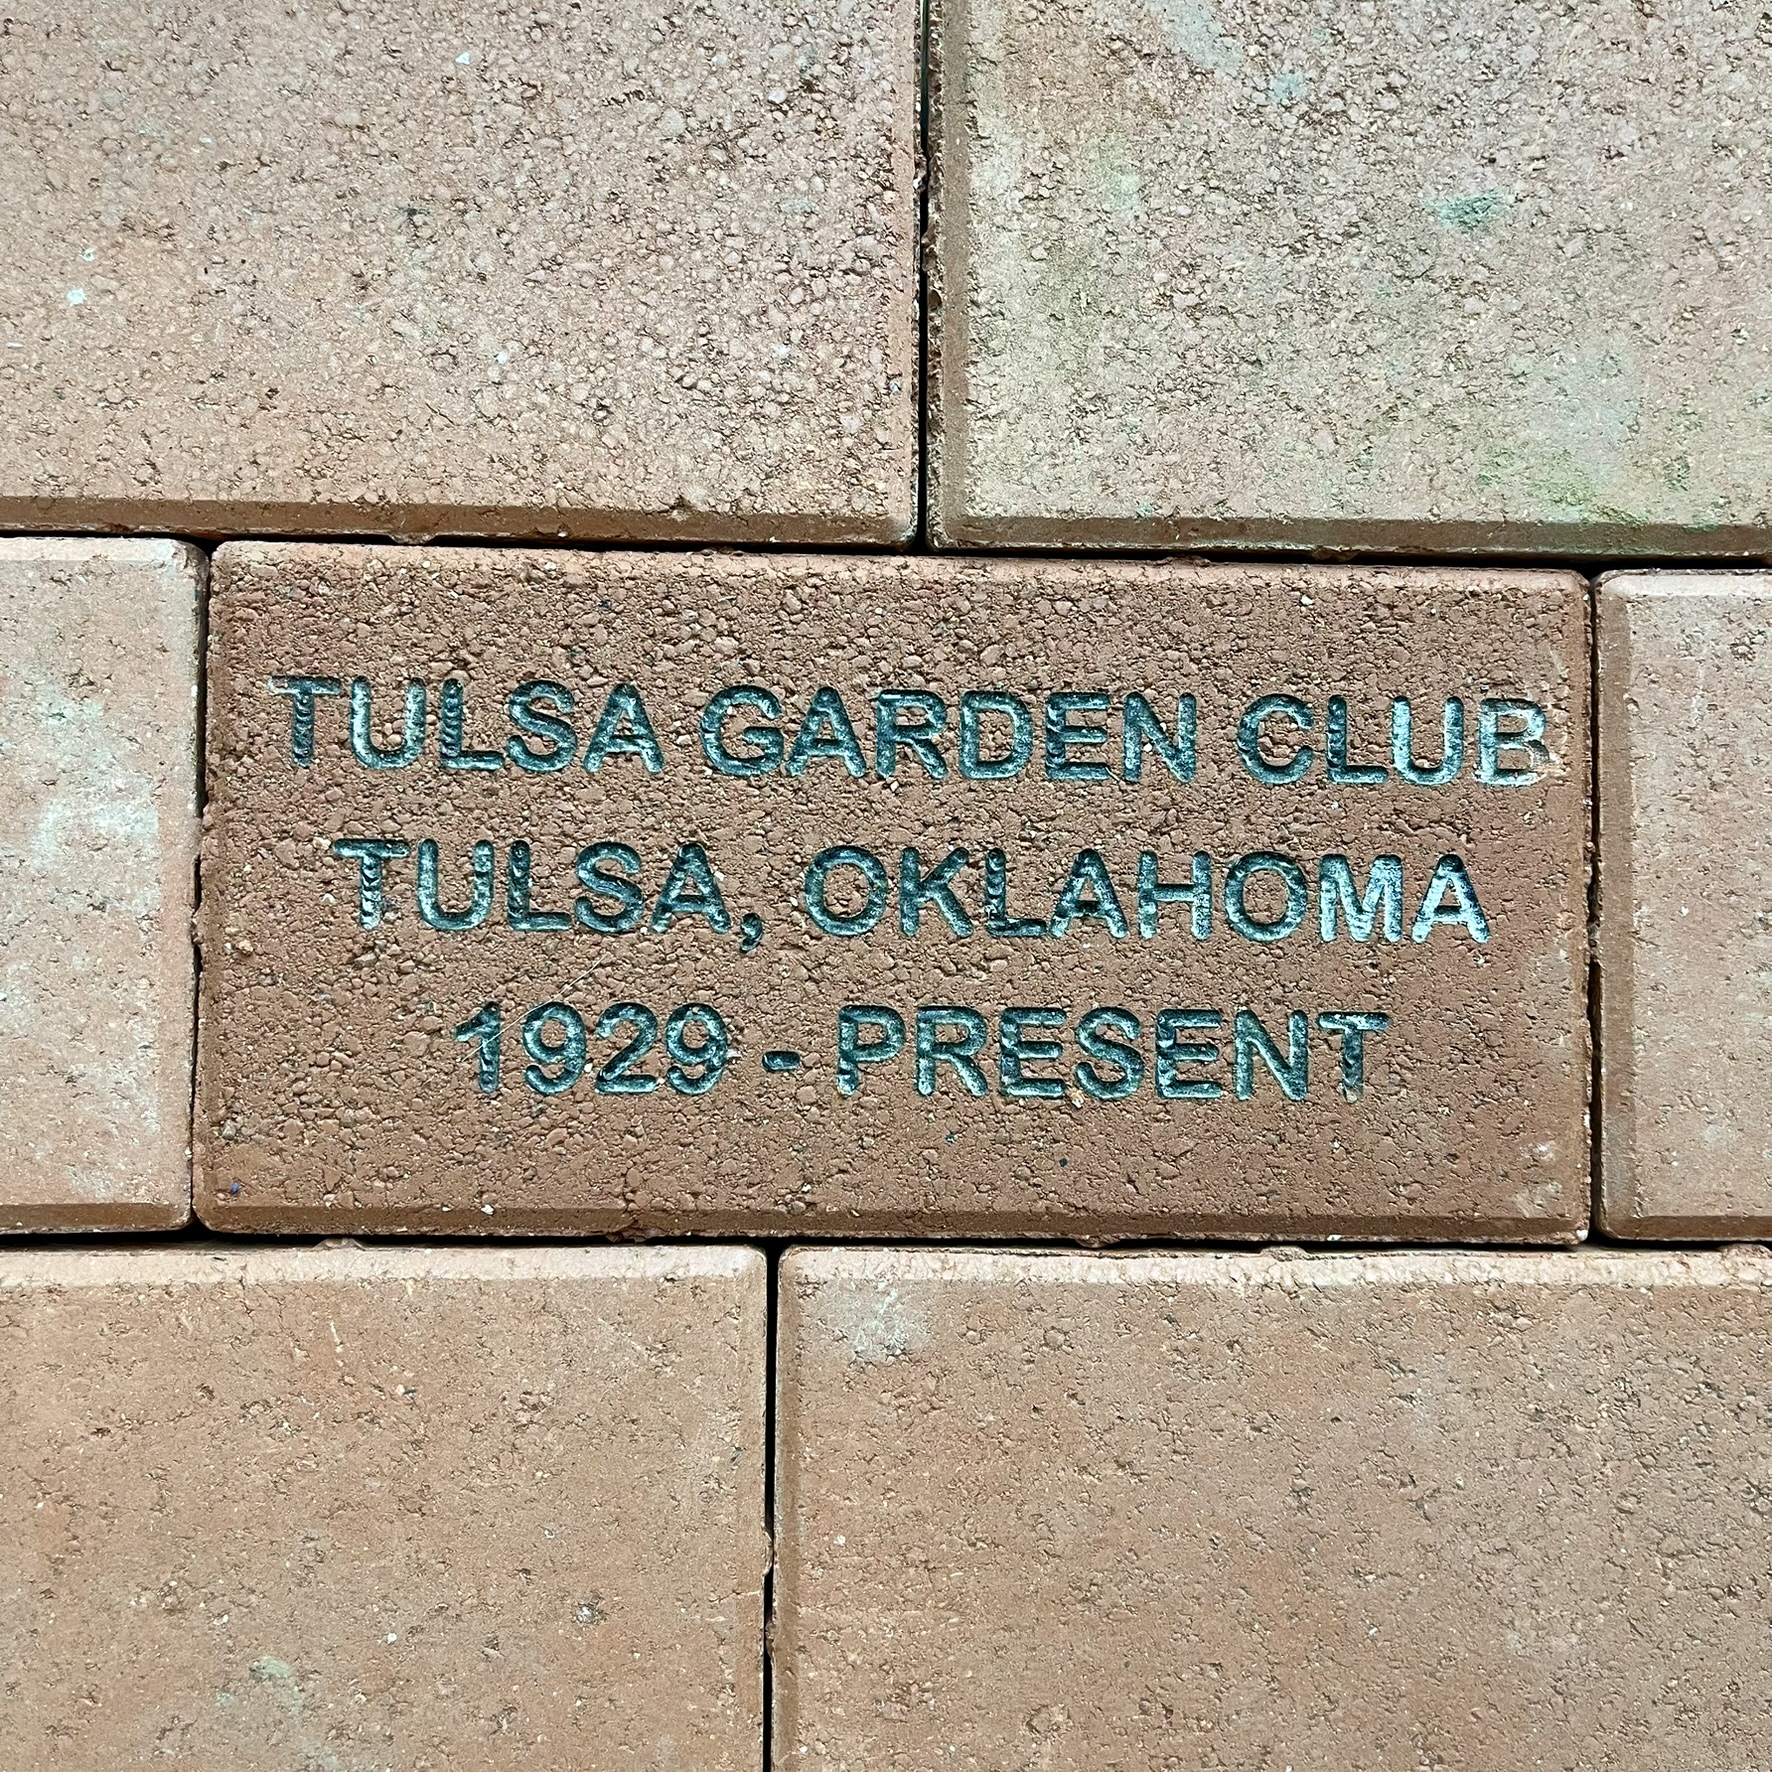 TULSA GARDEN CLUB
TULSA, OKLAHOMA
1929 - PRESENT